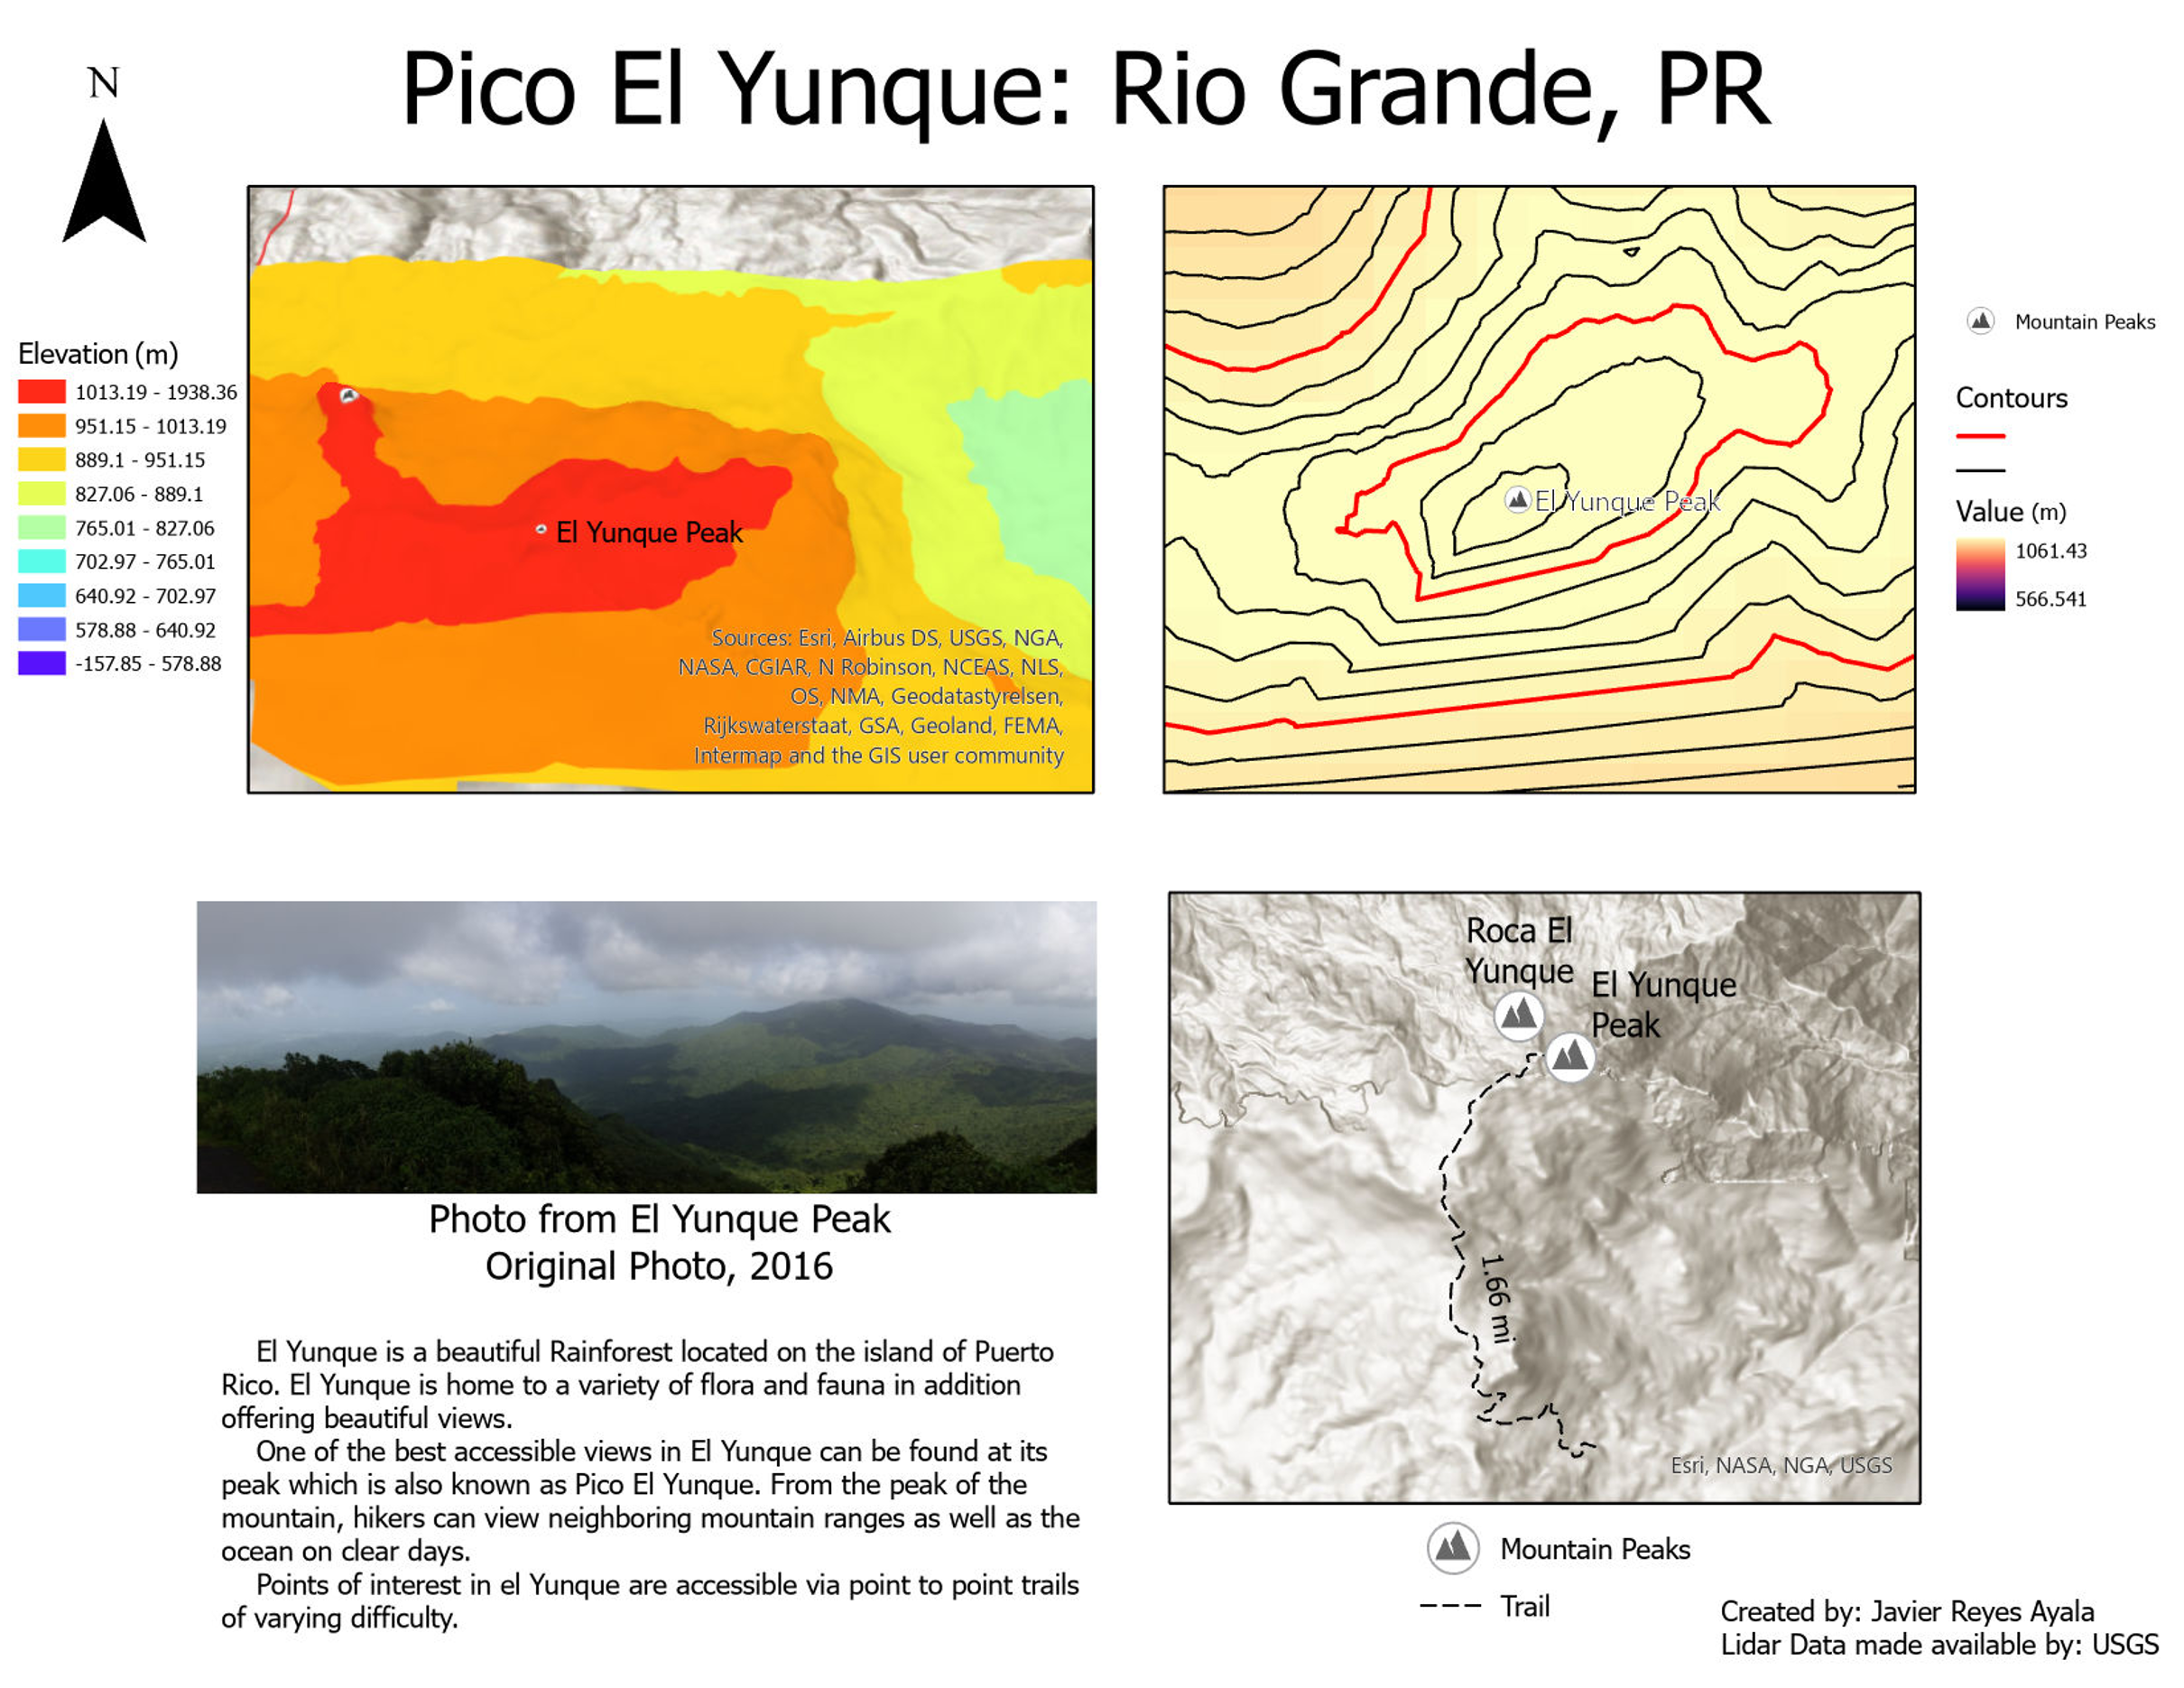 Pico El Yunque: Rio Grande, PR
N
Elevation (m)
1013.19 - 1938.36
951.15 - 1013.19
889.1 - 951.15
827.06 - 889.1
765.01 - 827.06
702.97 - 765.01
640.92 - 702.97
578.88 - 640.92
-157.85 - 578.88
El Yunque Peak
Sources: Esri, Airbus DS, USGS, NGA,
NASA, CGIAR, N Robinson, NCEAS, NLS,
OS, NMA, Geodatastyrelsen,
Rijkswaterstaat, GSA, Geoland, FEMA,
Intermap and the GIS user community
El Yunque Peak
Mountain Peaks
Contours
Value (m)
1061.43
566.541
Photo from El Yunque Peak
Original Photo, 2016
El Yunque is a beautiful Rainforest located on the island of Puerto
Rico. El Yunque is home to a variety of flora and fauna in addition
offering beautiful views.
One of the best accessible views in El Yunque can be found at its
peak which is also known as Pico El Yunque. From the peak of the
mountain, hikers can view neighboring mountain ranges as well as the
ocean on clear days.
Points of interest in el Yunque are accessible via point to point trails
of varying difficulty.
Roca El
Yunque
El Yunque
Peak
1.66 mi
Esri, NASA, NGA, USGS
Mountain Peaks
Trail
Created by: Javier Reyes Ayala
Lidar Data made available by: USGS